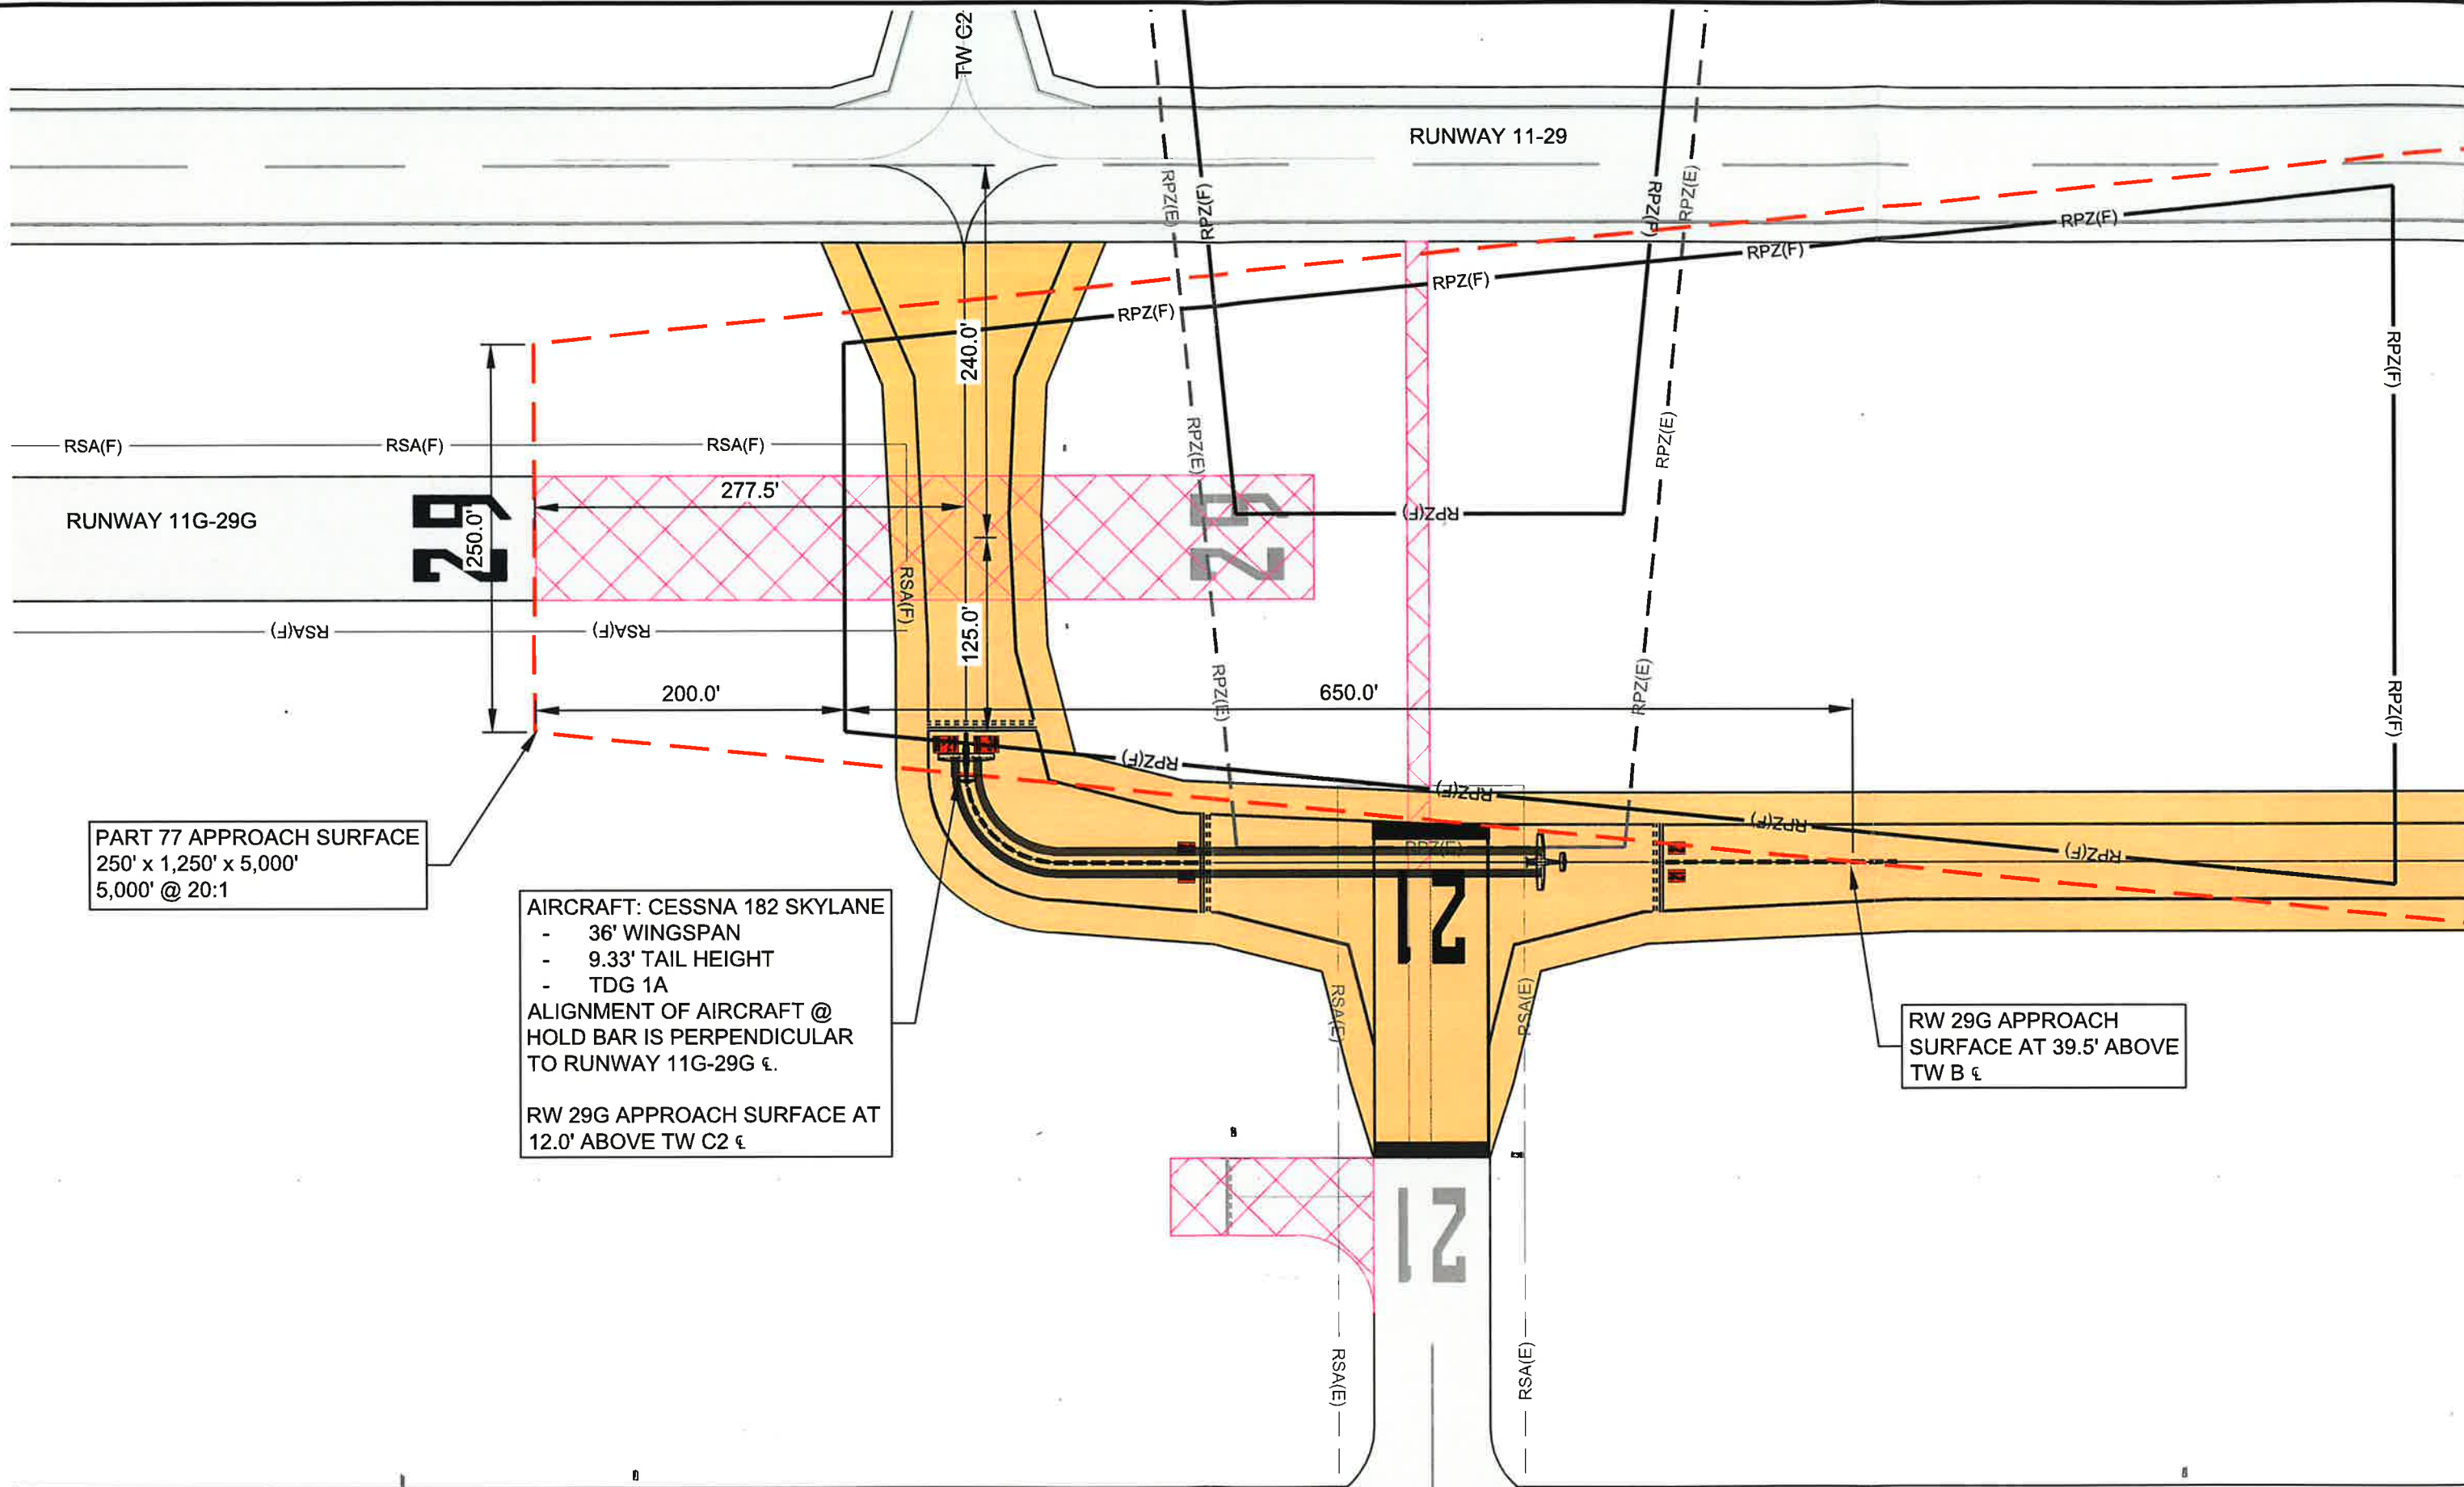 TW C2
RUNWAY 11-29
RPZ(E)
RPZ(F)
RPZ(F)
RPZ(E)
RPZ(F)
RPZ(F)
RPZ(F)
RPZ(F)
240.0'
RPZ(F)
RSA(F)
RSA(F)
RSA(F)
RPZ(E)
RPZ(E)
277.5'
29
29
250.0'
RUNWAY 11G-29G
RPZ(F)
RSA(F)
RSA(F)
RSA(F)
125.0'
200.0'
650.0'
RPZ(E)
RPZ(E)
RPZ(F)
RPZ(F)
RPZ(F)
RPZ(F)
RPZ(F)
RPZ(E)
PART 77 APPROACH SURFACE
250' x 1,250' x 5,000'
5,000' @ 20:1
AIRCRAFT: CESSNA 182 SKYLANE
- 36' WINGSPAN
- 9.33' TAIL HEIGHT
- TDG 1A
ALIGNMENT OF AIRCRAFT @
HOLD BAR IS PERPENDICULAR
TO RUNWAY 11G-29G ℄.
RW 29G APPROACH SURFACE AT
12.0' ABOVE TW C2 ℄
21
RSA(E)
RSA(E)
RW 29G APPROACH
SURFACE AT 39.5' ABOVE
TW B ℄
21
RSA(E)
RSA(E)